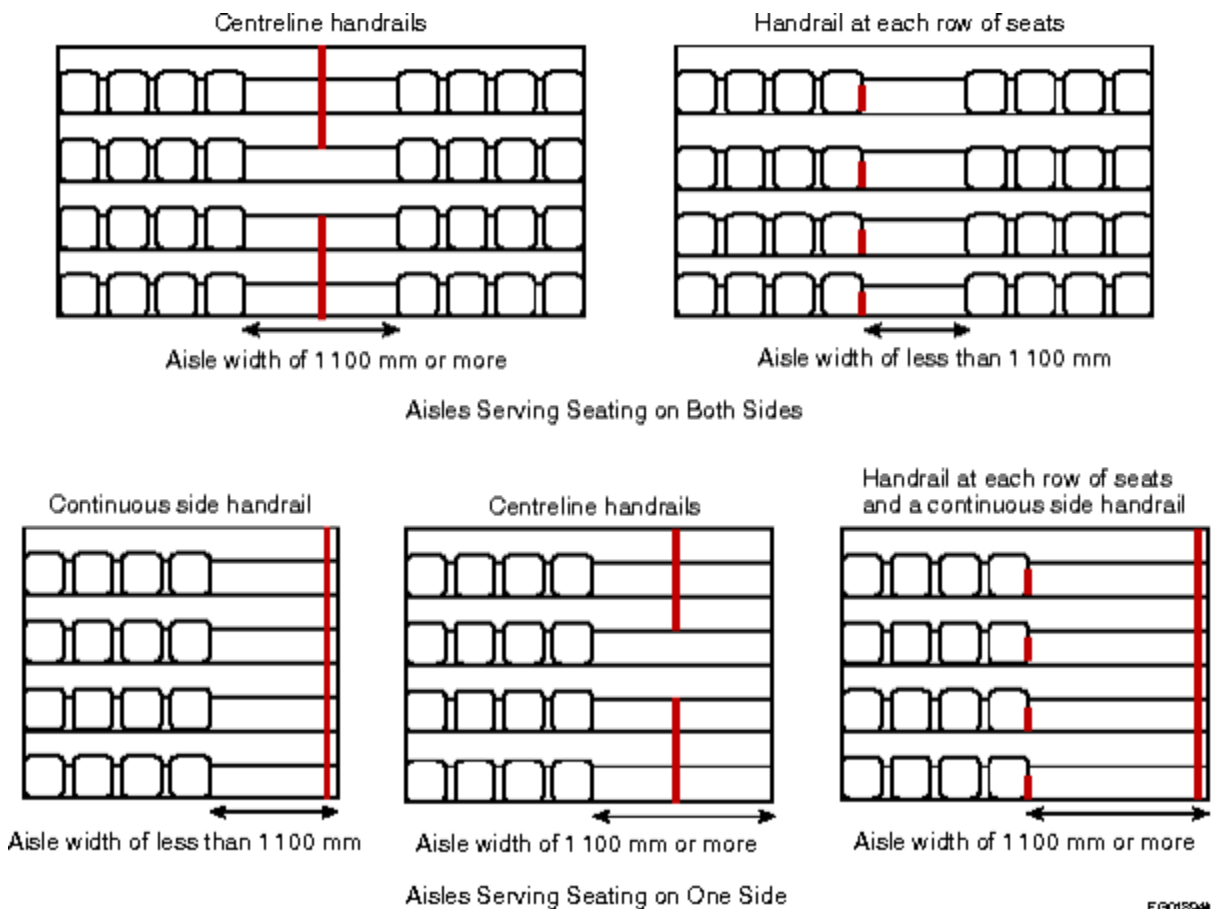 Centreline handrails
Handrail at each row of seats
Aisle width of 1 100 mm or more
Aisle width of less than 1 100 mm
Aisles Serving Seating on Both Sides
Continuous side handrail
Centreline handrails
Handrail at each row of seats
and a continuous side handrail
Aisle width of less than 1 100 mm
Aisle width of 1 100 mm or more
Aisle width of 1 100 mm or more
Aisles Serving Seating on One Side